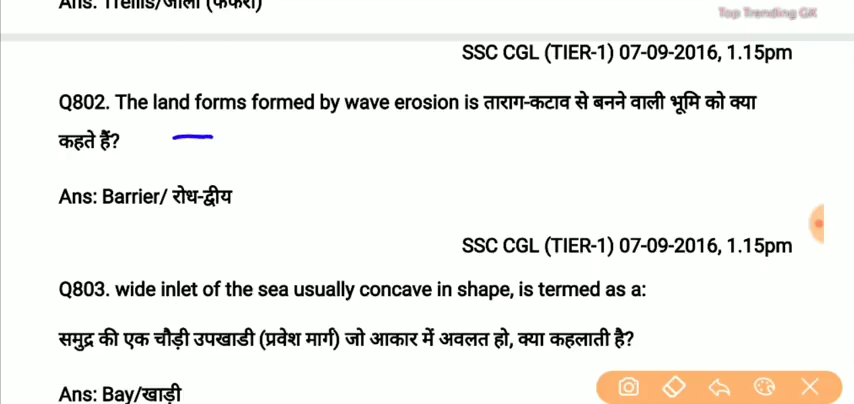 Ans: Trellis/जाली (फेफरी)
Top Trending GK
SSC CGL (TIER-1) 07-09-2016, 1.15pm
Q802. The land forms formed by wave erosion is ताराग-कटाव से बनने वाली भूमि को क्या
कहते हैं?
Ans: Barrier/ रोध-द्वीय
SSC CGL (TIER-1) 07-09-2016, 1.15pm
Q803. wide inlet of the sea usually concave in shape, is termed as a:
समुद्र की एक चौड़ी उपखाडी (प्रवेश मार्ग) जो आकार में अवलत हो, क्या कहलाती है?
Ans: Bay/खाड़ी